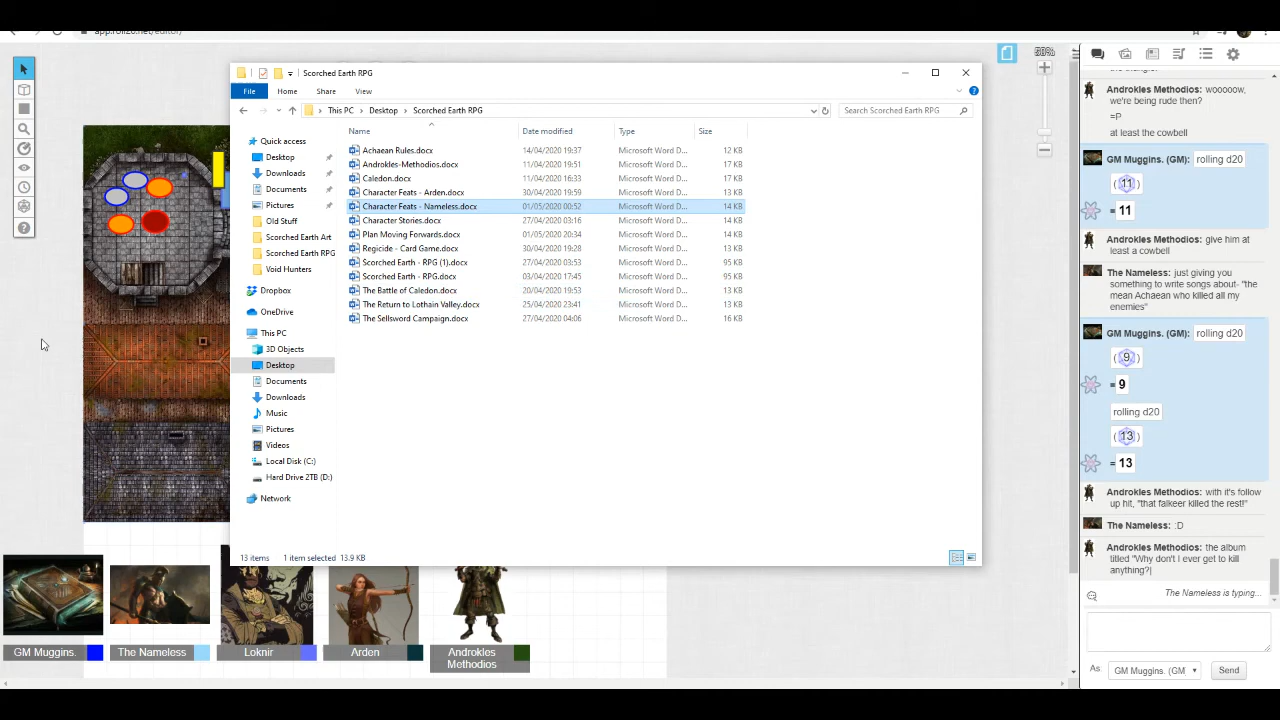 app.roll20.net/editor/
Scorched Earth RPG
File
Home
Share
View
This PC
Desktop
Scorched Earth RPG
Search Scorched Earth RPG
Name
Date modified
Type
Size
Quick access
Desktop
Downloads
Documents
Pictures
Old Stuff
Scorched Earth Art
Scorched Earth RPG
Void Hunters
Dropbox
OneDrive
This PC
3D Objects
Desktop
Documents
Downloads
Music
Pictures
Videos
Local Disk (C:)
Hard Drive 2TB (D:)
Network
Achaean Rules.docx 14/04/2020 19:37 Microsoft Word D... 12 KB
Androkles-Methodios.docx 11/04/2020 19:51 Microsoft Word D... 17 KB
Caledon.docx 11/04/2020 16:33 Microsoft Word D... 17 KB
Character Feats - Arden.docx 30/04/2020 19:59 Microsoft Word D... 13 KB
Character Feats - Nameless.docx 01/05/2020 00:52 Microsoft Word D... 14 KB
Character Stories.docx 27/04/2020 03:16 Microsoft Word D... 14 KB
Plan Moving Forwards.docx 01/05/2020 20:34 Microsoft Word D... 14 KB
Regicide - Card Game.docx 30/04/2020 19:28 Microsoft Word D... 13 KB
Scorched Earth - RPG (1).docx 27/04/2020 03:53 Microsoft Word D... 95 KB
Scorched Earth - RPG.docx 03/04/2020 17:45 Microsoft Word D... 95 KB
The Battle of Caledon.docx 20/04/2020 19:53 Microsoft Word D... 13 KB
The Return to Lothain Valley.docx 25/04/2020 23:41 Microsoft Word D... 13 KB
The Sellsword Campaign.docx 27/04/2020 04:06 Microsoft Word D... 16 KB
13 items 1 item selected 13.9 KB
GM Muggins.
The Nameless
Loknir
Arden
Androkles
Methodios
Androkles Methodios: woooooow,
we're being rude then?
=P
at least the cowbell
GM Muggins. (GM): rolling d20
(11)
= 11
Androkles Methodios: give him at
least a cowbell
The Nameless: just giving you
something to write songs about- "the
mean Achaean who killed all my
enemies"
GM Muggins. (GM): rolling d20
(9)
= 9
rolling d20
(13)
= 13
Androkles Methodios: with it's follow
up hit, "that falkeer killed the rest!"
The Nameless: :D
Androkles Methodios: the album
titled "Why don't I ever get to kill
anything?|
The Nameless is typing...
As:
GM Muggins. (GM
Send